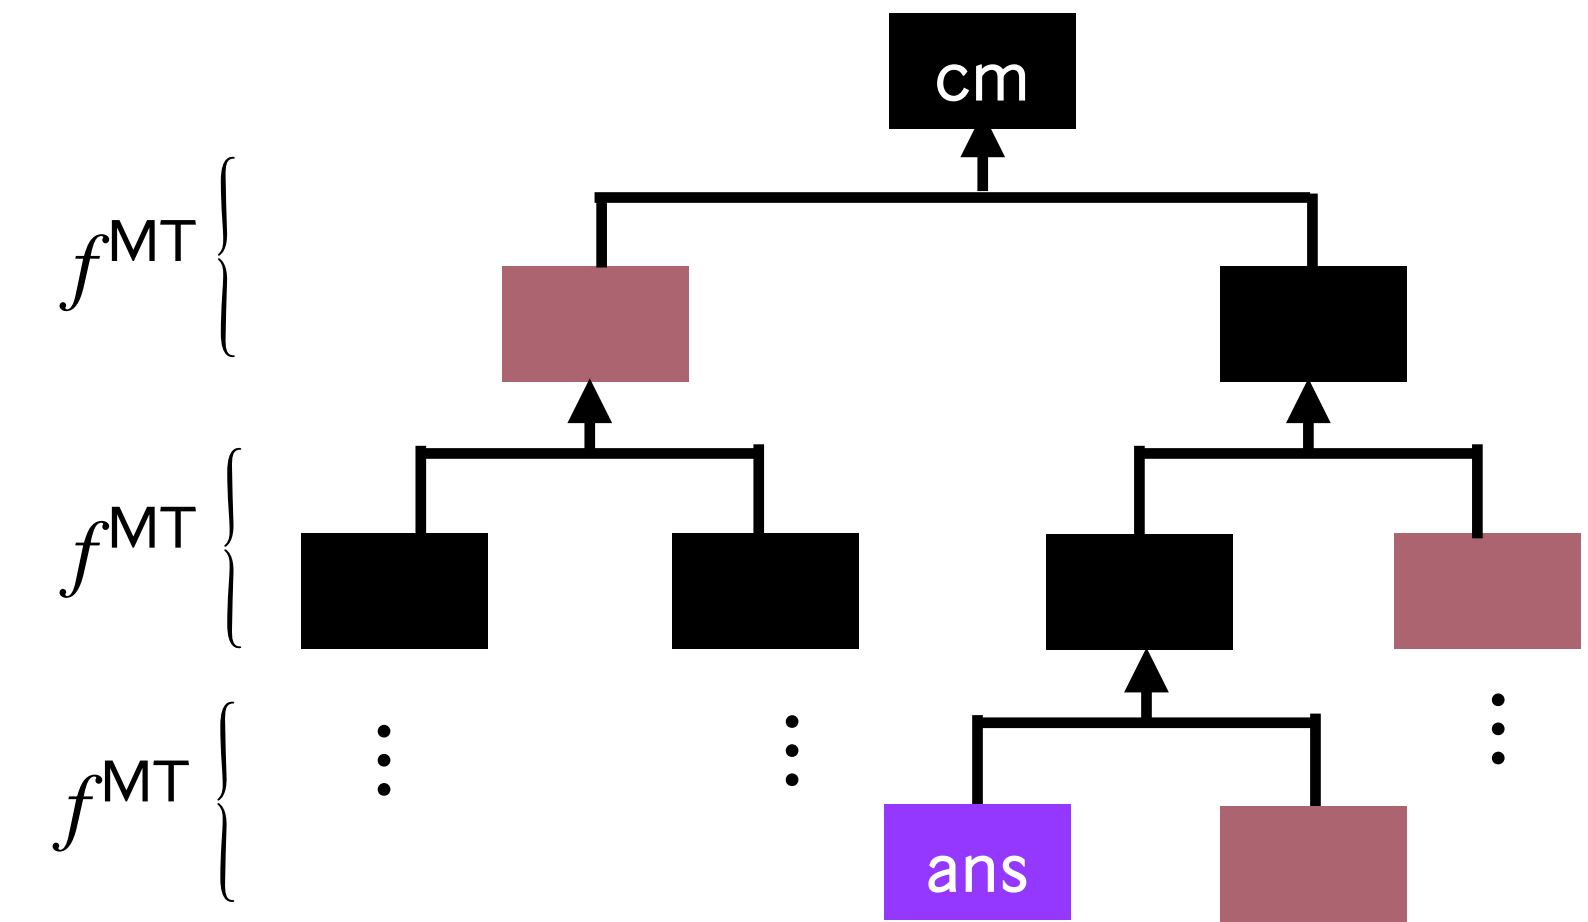 cm
f^MT {
f^MT {
⋮ ⋮ ⋮
f^MT {
ans